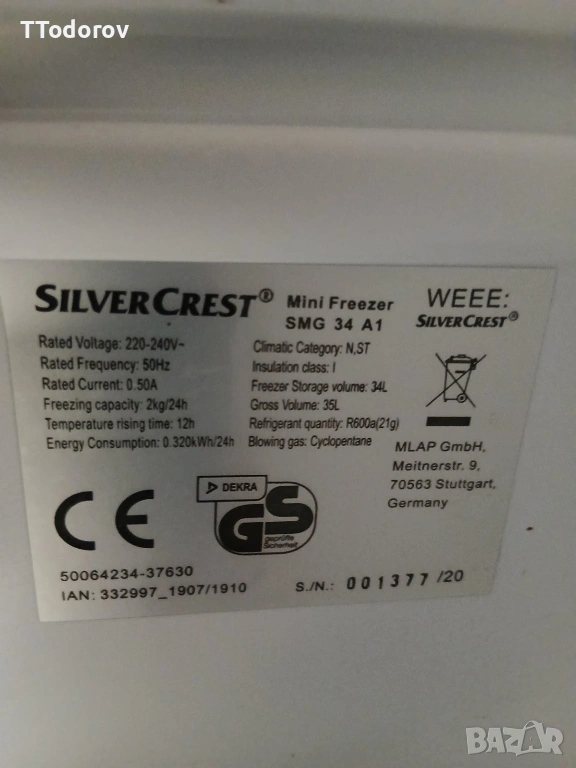 TTodorov
SILVERCREST® Mini Freezer
SMG 34 A1
WEEE:
SILVERCREST®
Rated Voltage: 220-240V~
Rated Frequency: 50Hz
Rated Current: 0.50A
Freezing capacity: 2kg/24h
Temperature rising time: 12h
Energy Consumption: 0.320kWh/24h
Climatic Category: N,ST
Insulation class: I
Freezer Storage volume: 34L
Gross Volume: 35L
Refrigerant quantity: R600a(21g)
Blowing gas: Cyclopentane
MLAP GmbH,
Meitnerstr. 9,
70563 Stuttgart,
Germany
CE
DEKRA
GS
geprüfte
Sicherheit
50064234-37630
IAN: 332997_1907/1910
S./N.: 001377 /20
BAZAR